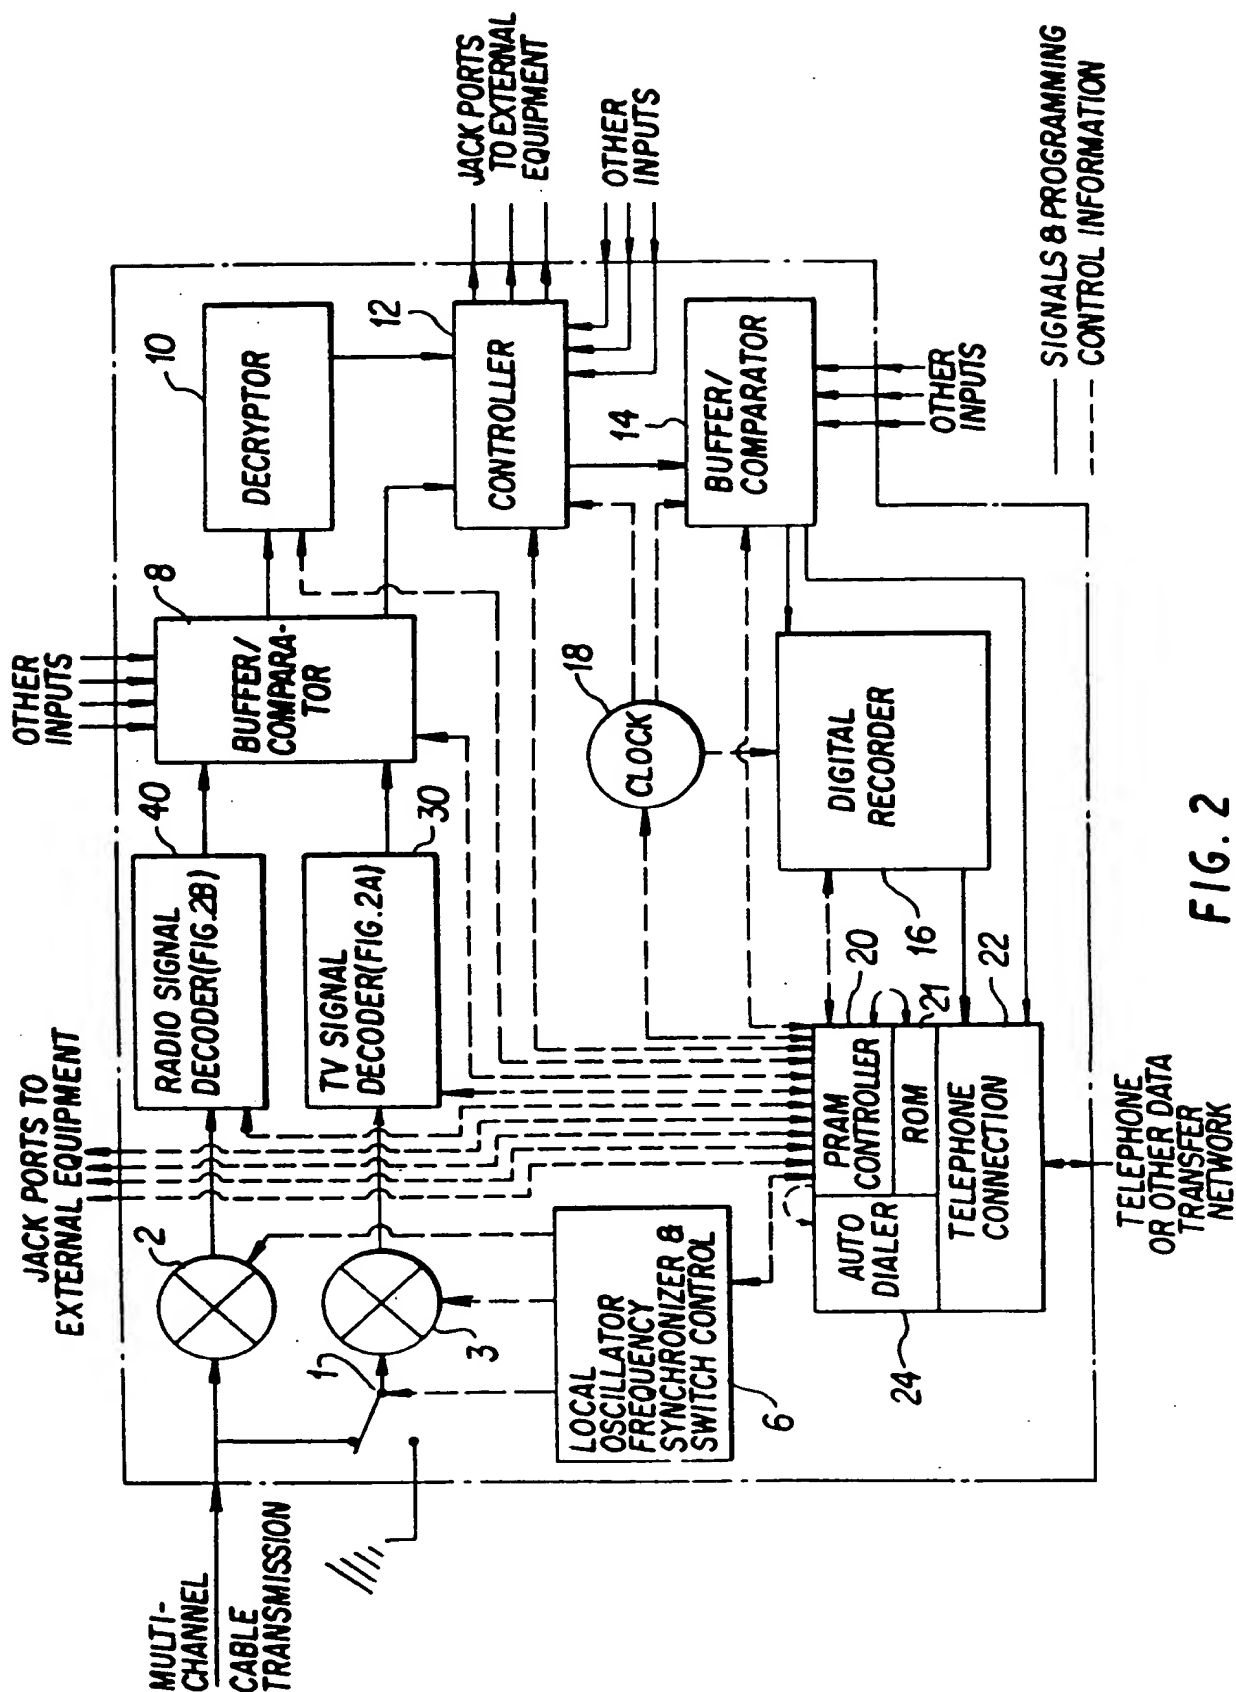 MULTI-
CHANNEL
CABLE
TRANSMISSION
JACK PORTS TO
EXTERNAL EQUIPMENT
OTHER
INPUTS
2
40
RADIO SIGNAL
DECODER(FIG.2B)
8
BUFFER/
COMPARA-
TOR
10
DECRYPTOR
1
3
TV SIGNAL
DECODER(FIG.2A)
30
12
CONTROLLER
JACK PORTS
TO EXTERNAL
EQUIPMENT
OTHER
INPUTS
LOCAL
OSCILLATOR
FREQUENCY
SYNCHRONIZER &
SWITCH CONTROL
6
18
CLOCK
14
BUFFER/
COMPARATOR
OTHER
INPUTS
24
AUTO
DIALER
PRAM
CONTROLLER
20
ROM
21
TELEPHONE
CONNECTION
22
16
DIGITAL
RECORDER
TELEPHONE
OR OTHER DATA
TRANSFER
NETWORK
SIGNALS & PROGRAMMING
CONTROL INFORMATION
FIG. 2